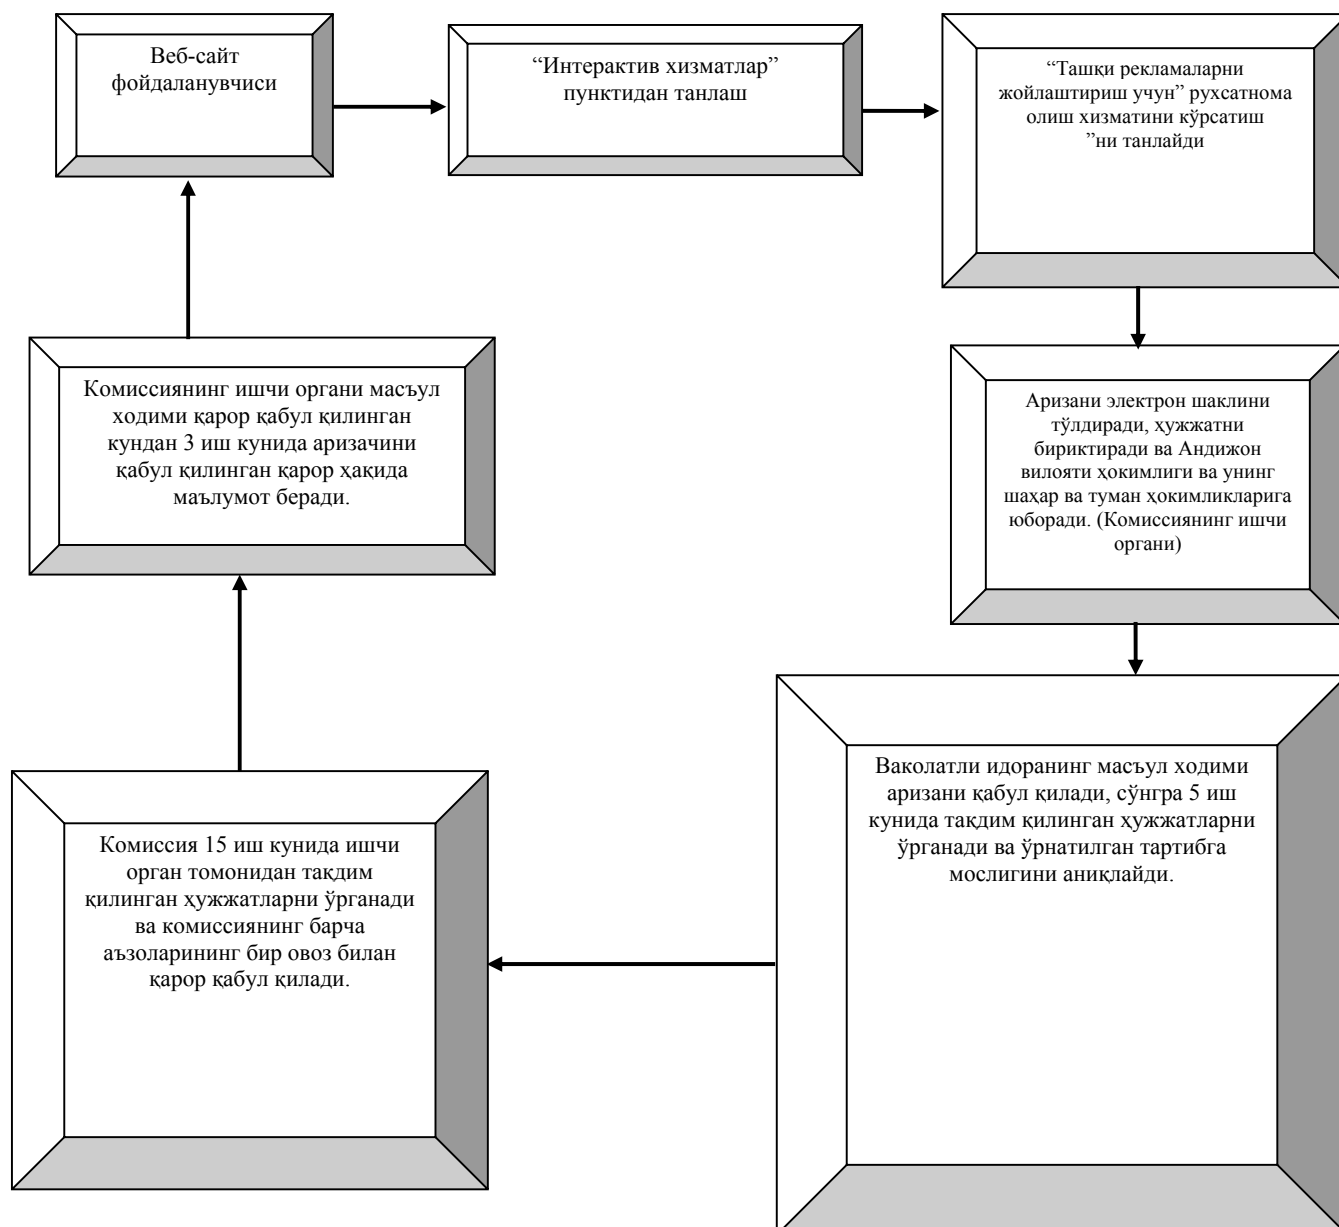 Веб-сайт
фойдаланувчиси
“Интерактив хизматлар”
пунктидан танлаш
“Ташқи рекламаларни
жойлаштириш учун” рухсатнома
олиш хизматини кўрсатиш
”ни танлайди
Аризани электрон шаклини
тўлдиради, ҳужжатни
бириктиради ва Андижон
вилояти ҳокимлиги ва унинг
шаҳар ва туман ҳокимликларига
юборади. (Комиссиянинг ишчи
органи)
Ваколатли идоранинг масъул ходими
аризани қабул қилади, сўнгра 5 иш
кунида тақдим қилинган ҳужжатларни
ўрганади ва ўрнатилган тартибга
мослигини аниқлайди.
Комиссия 15 иш кунида ишчи
орган томонидан тақдим
қилинган ҳужжатларни ўрганади
ва комиссиянинг барча
аъзоларининг бир овоз билан
қарор қабул қилади.
Комиссиянинг ишчи органи масъул
ходими қарор қабул қилинган
кундан 3 иш кунида аризачини
қабул қилинган қарор ҳақида
маълумот беради.